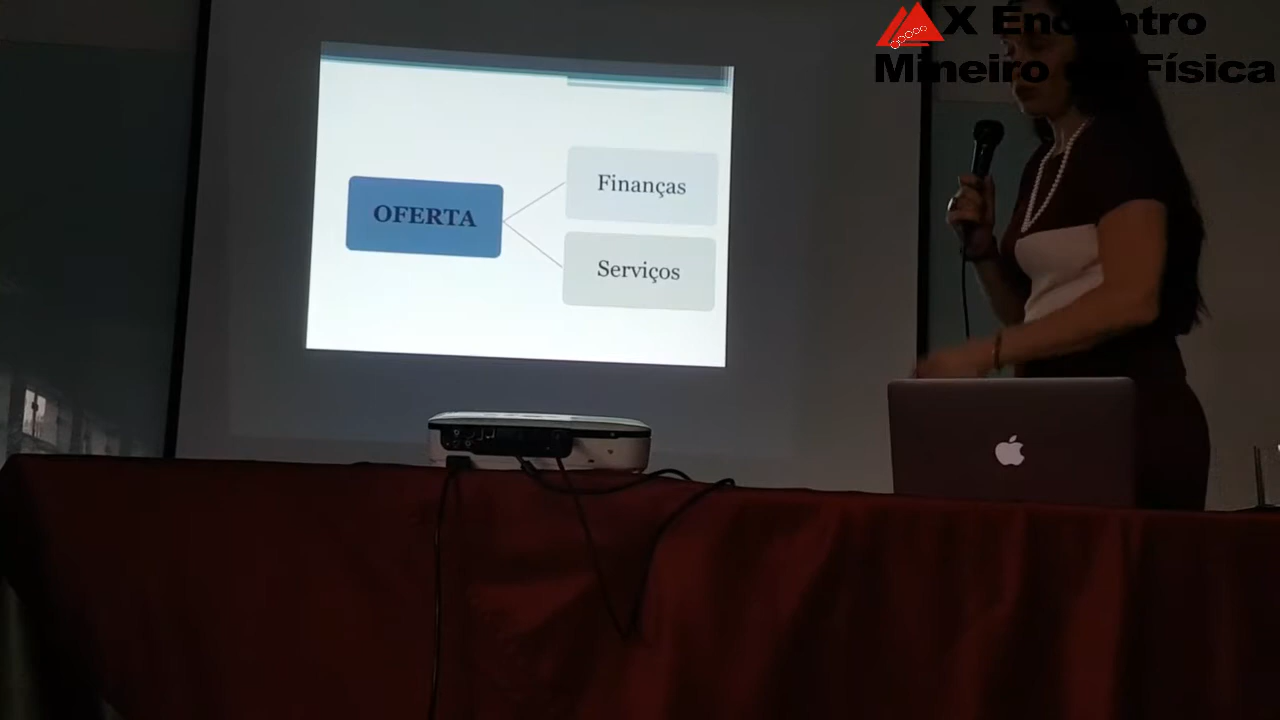 X Encontro
Mineiro de Física
OFERTA
Finanças
Serviços